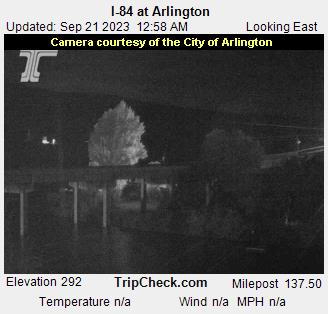 I-84 at Arlington
Updated: Sep 21 2023 12:58 AM Looking East
Camera courtesy of the City of Arlington
Elevation 292 TripCheck.com Milepost 137.50
Temperature n/a Wind n/a MPH n/a